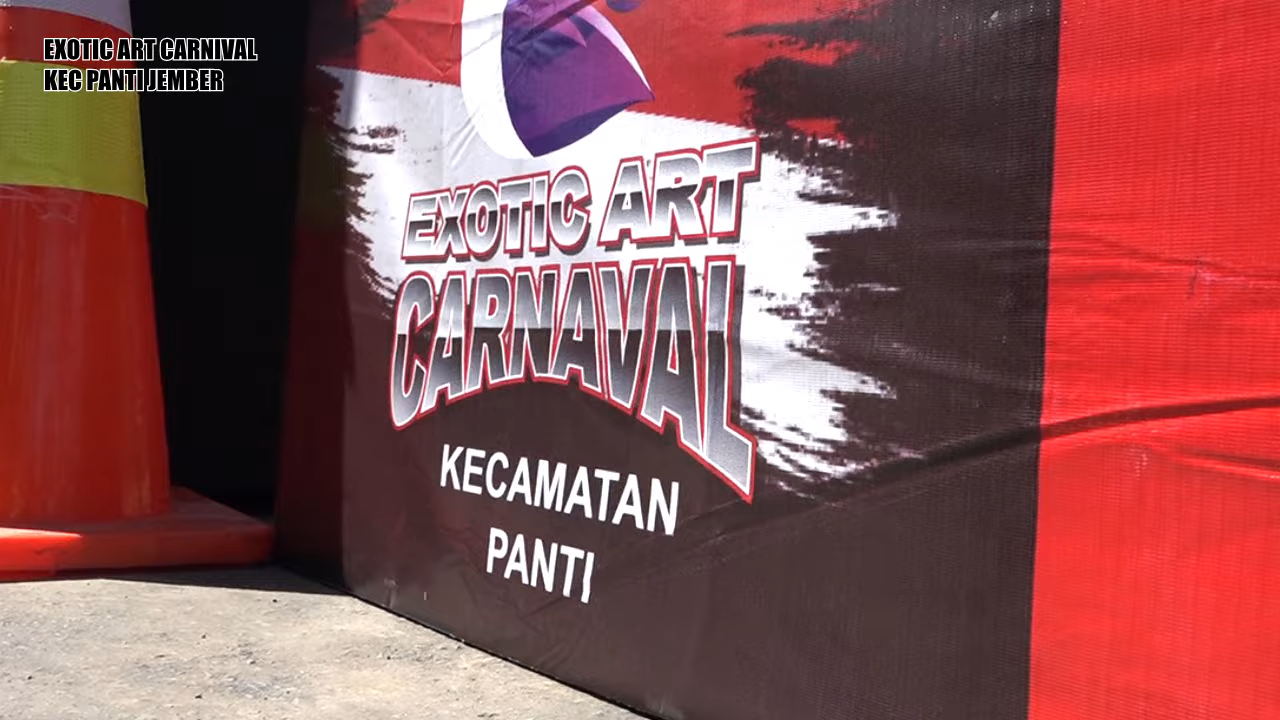 EXOTIC ART CARNIVAL
KEC PANTI JEMBER
EXOTIC ART
CARNAVAL
KECAMATAN
PANTI